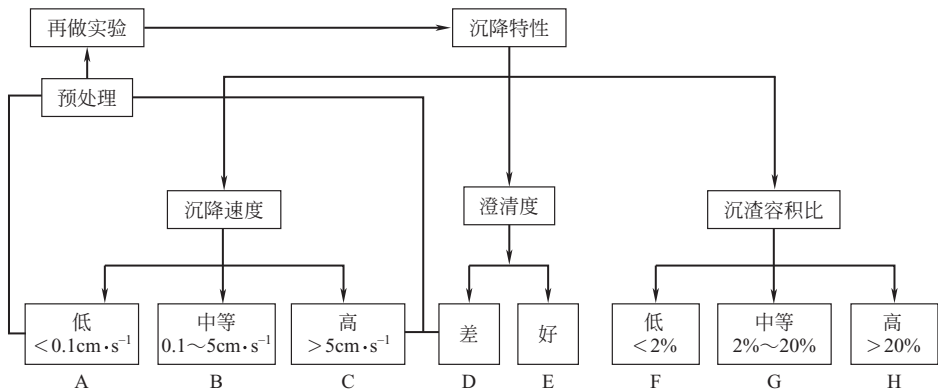 再做实验
沉降特性
预处理
沉降速度
澄清度
沉渣容积比
低
<0.1cm·s⁻¹
中等
0.1～5cm·s⁻¹
高
>5cm·s⁻¹
差
好
低
<2%
中等
2%～20%
高
>20%
A
B
C
D
E
F
G
H